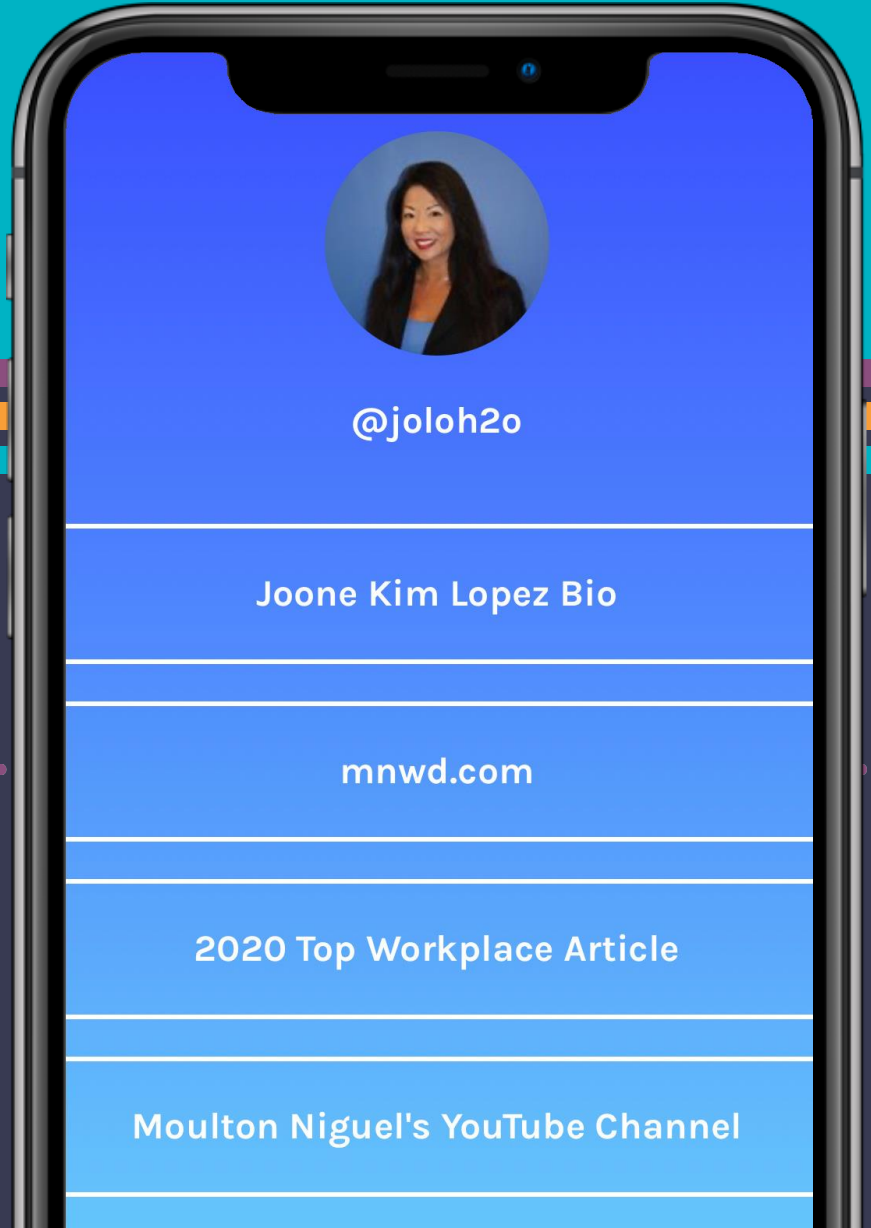 @joloh2o
Joone Kim Lopez Bio
mnwd.com
2020 Top Workplace Article
Moulton Niguel's YouTube Channel